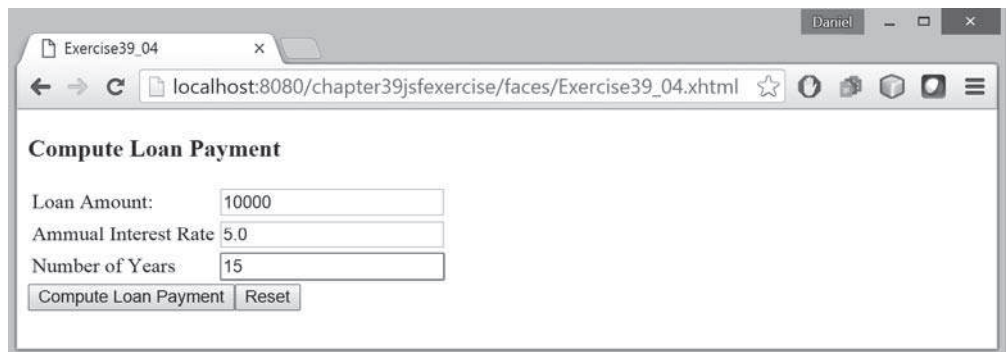 Daniel
Exercise39_04
localhost:8080/chapter39jsfexercise/faces/Exercise39_04.xhtml
Compute Loan Payment
Loan Amount: 10000
Ammual Interest Rate 5.0
Number of Years 15
Compute Loan Payment Reset